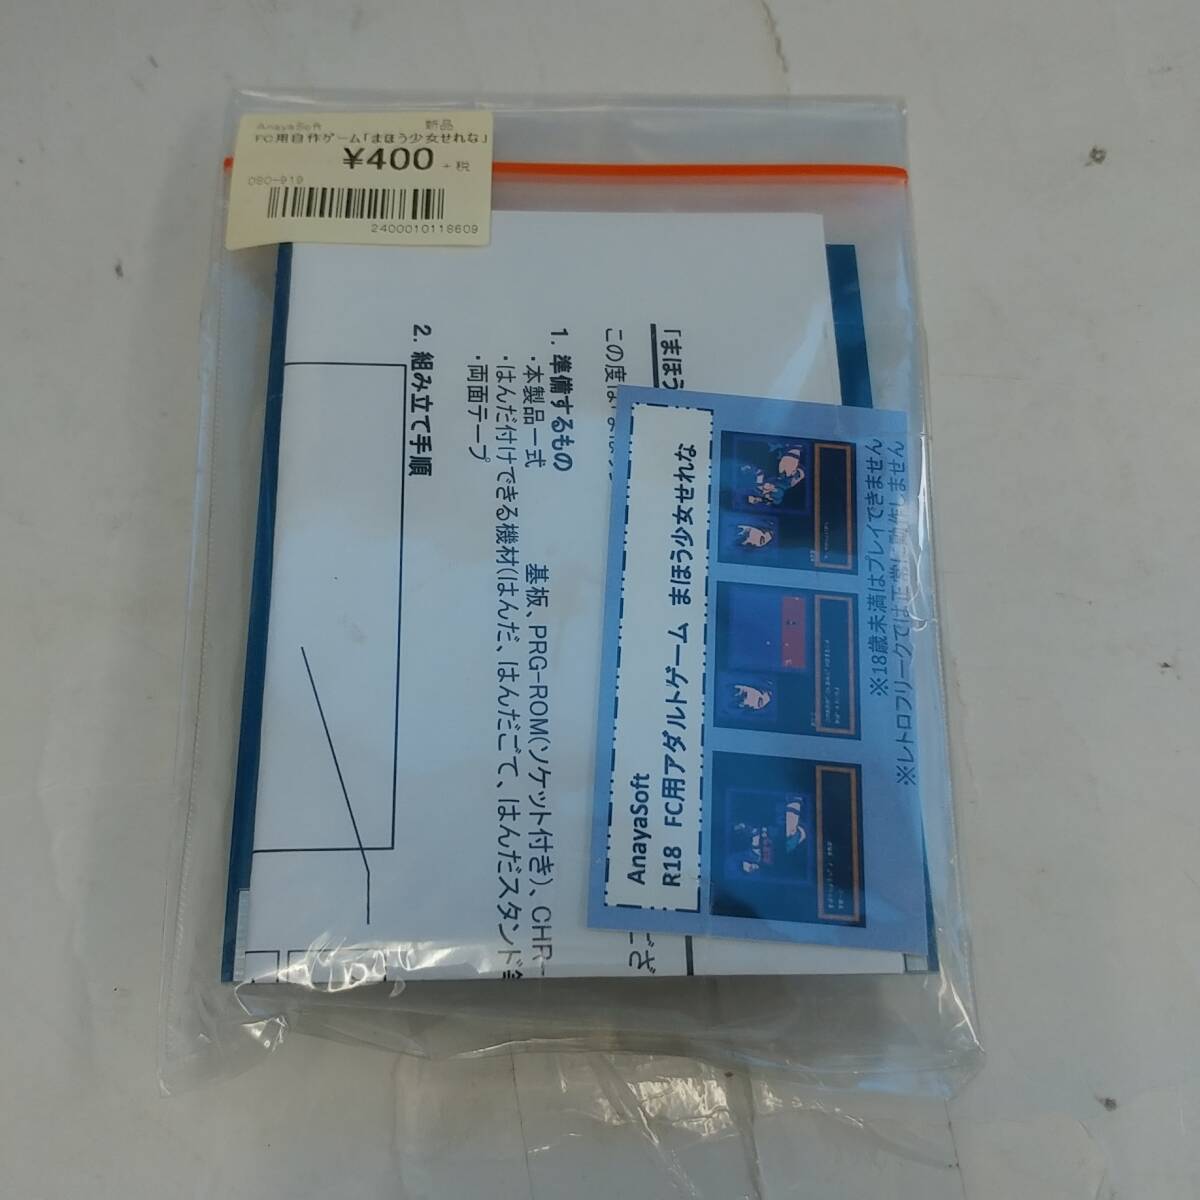 AnayaSoft 新品
FC用自作ゲーム「まほう少女せれな」
¥400 +税
080-919
2400010118609
「まほう
この度は
1. 準備するもの
・本製品一式 基板、PRG-ROM(ソケット付き)、CHR-
・はんだ付けできる機材(はんだ、はんだごて、はんだスタンド
・両面テープ
2. 組み立て手順
AnayaSoft
R18 FC用アダルトゲーム まほう少女せれな
※18歳未満はプレイできません
※レトロフリークでは正常に動作しません